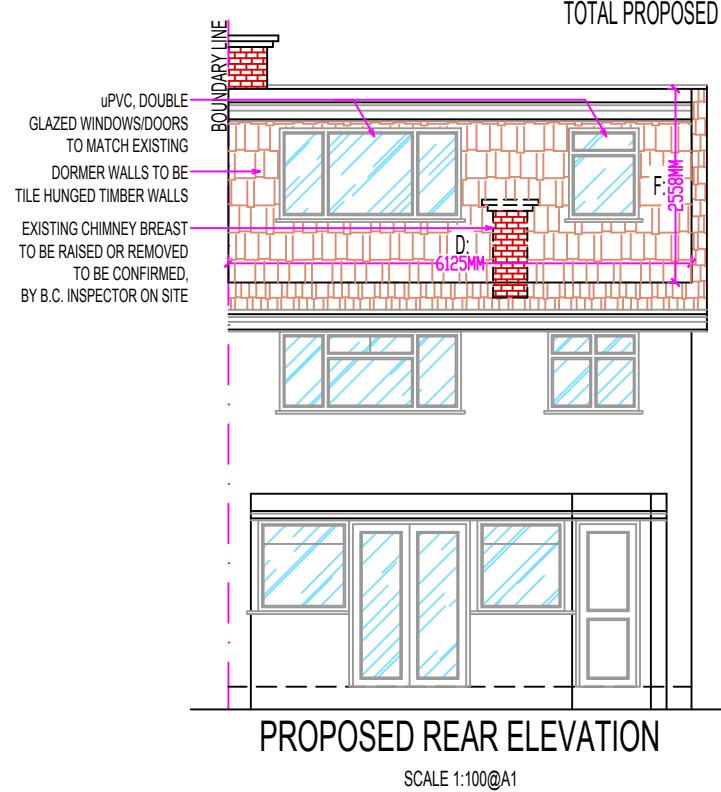 TOTAL PROPOSED
BOUNDARY LINE
uPVC, DOUBLE
GLAZED WINDOWS/DOORS
TO MATCH EXISTING
DORMER WALLS TO BE
TILE HUNGED TIMBER WALLS
EXISTING CHIMNEY BREAST
TO BE RAISED OR REMOVED
TO BE CONFIRMED,
BY B.C. INSPECTOR ON SITE
F:
2558MM
D:
6125MM
PROPOSED REAR ELEVATION
SCALE 1:100@A1